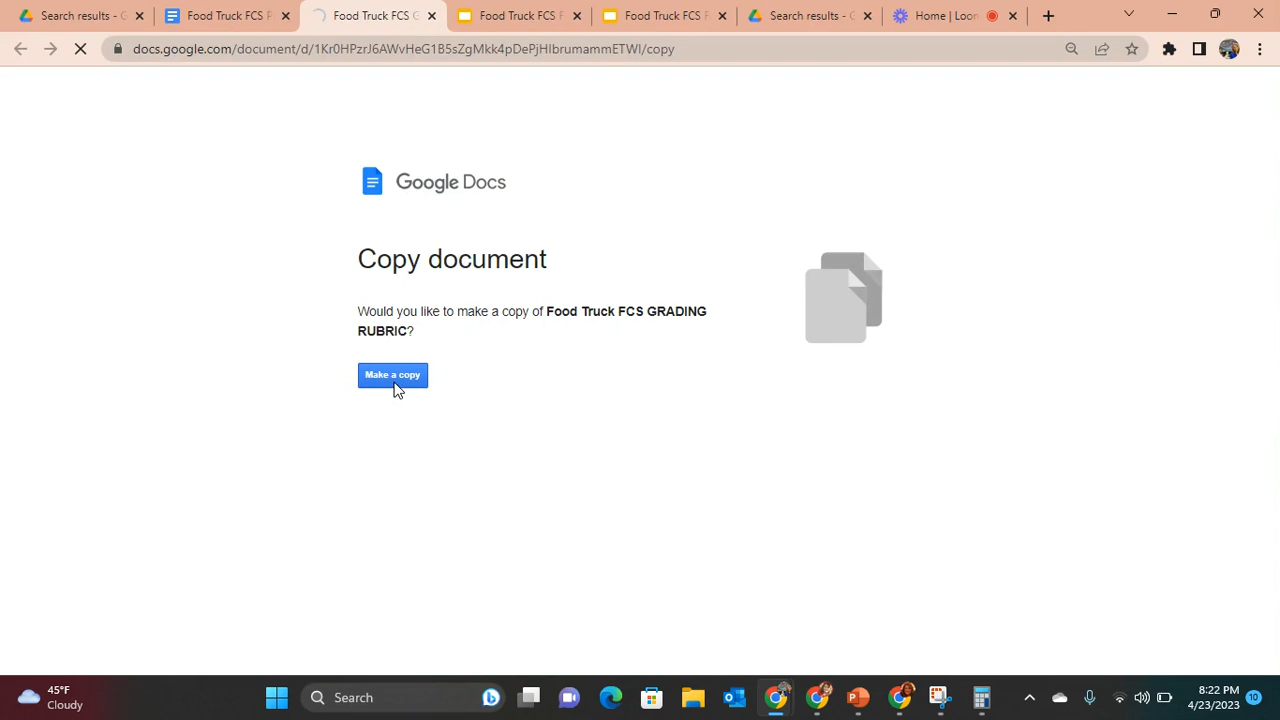 Search results - G
Food Truck FCS P
Food Truck FCS G
Food Truck FCS F
Food Truck FCS F
Search results - G
Home | Loom
docs.google.com/document/d/1Kr0HPzrJ6AWvHeG1B5sZgMkk4pDePjHIbrumammETWI/copy
Google Docs
Copy document
Would you like to make a copy of Food Truck FCS GRADING
RUBRIC?
Make a copy
45°F
Cloudy
Search
8:22 PM
4/23/2023
10